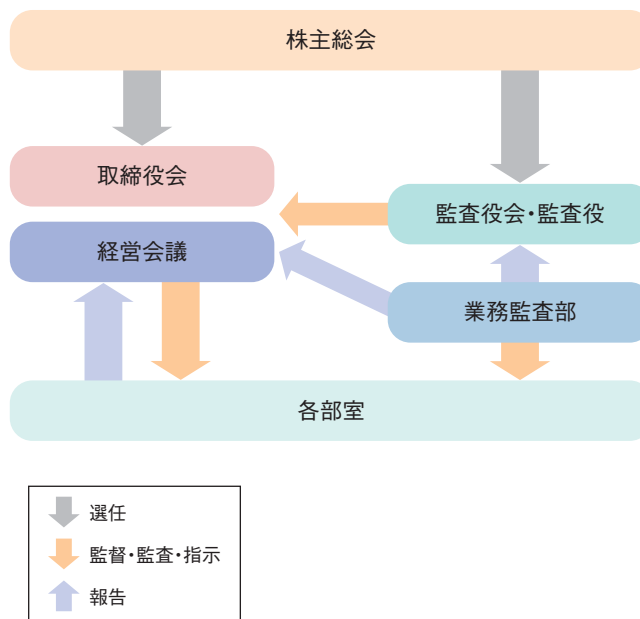 株主総会
取締役会
監査役会・監査役
経営会議
業務監査部
各部室
選任
監督・監査・指示
報告